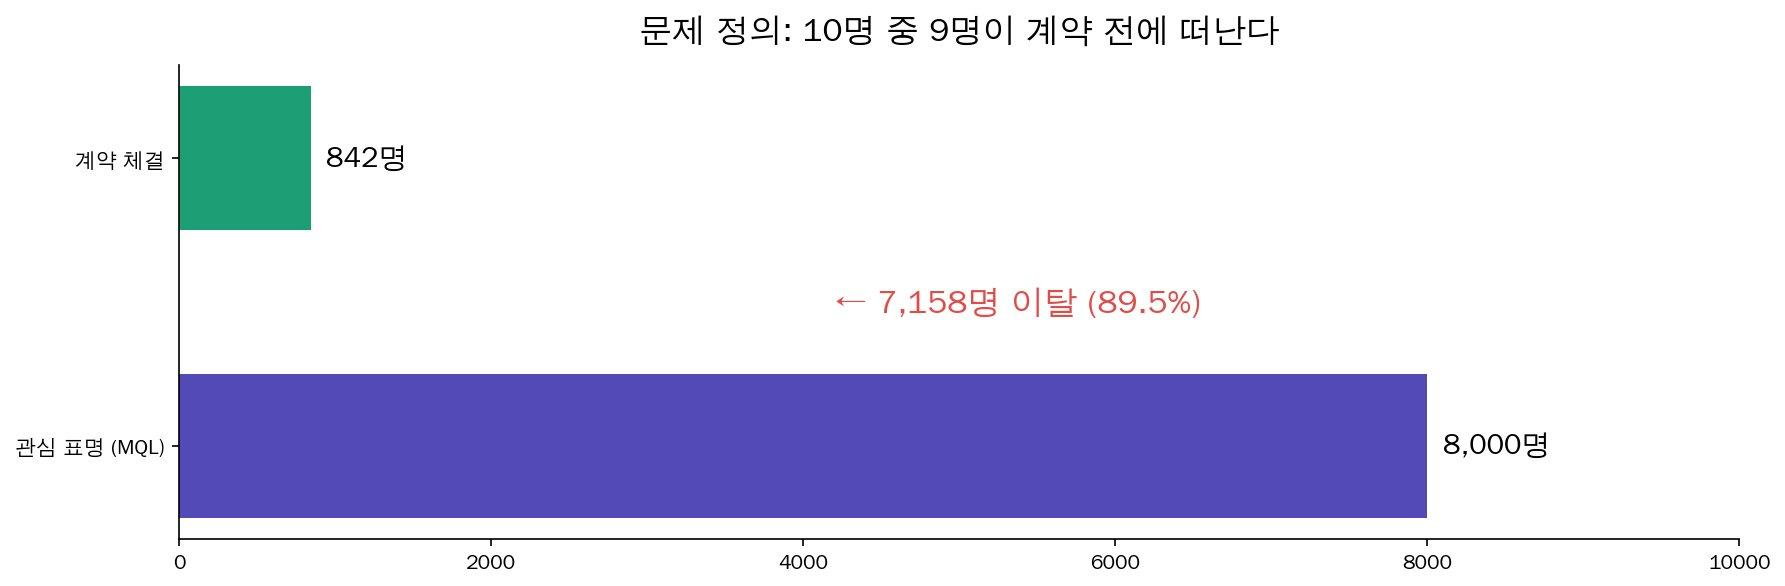 문제 정의: 10명 중 9명이 계약 전에 떠난다
계약 체결
842명
← 7,158명 이탈 (89.5%)
관심 표명 (MQL)
8,000명
0 2000 4000 6000 8000 10000